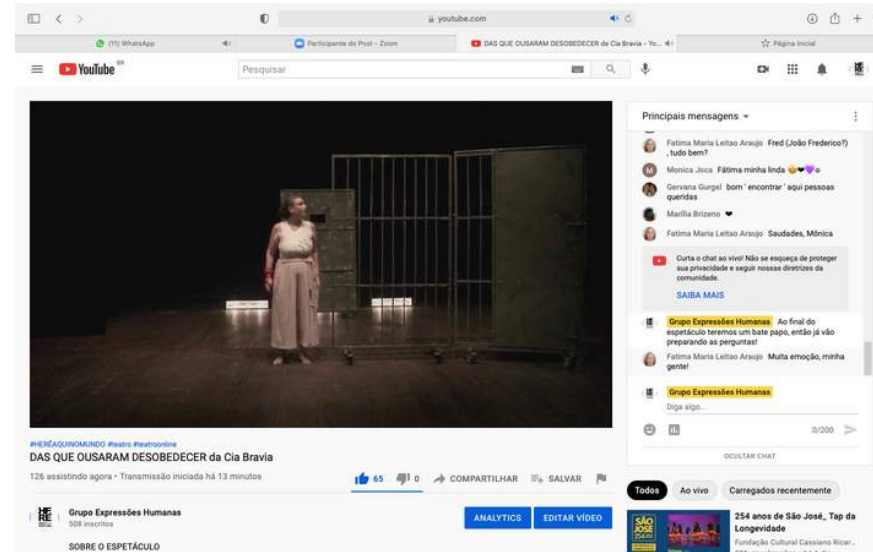 youtube.com
(11) WhatsApp
Participante do Post - Zoom
DAS QUE OUSARAM DESOBEDECER da Cia Bravia - Yo...
Página Inicial
YouTube BR
Pesquisar
Principais mensagens
Fatima Maria Leitao Araujo Fred (João Frederico?)
, tudo bem?
Monica Joca Fátima minha linda
Gervana Gurgel bom ' encontrar ' aqui pessoas
queridas
Marília Brizeno
Fatima Maria Leitao Araujo Saudades, Mônica
Curta o chat ao vivo! Não se esqueça de proteger
sua privacidade e seguir nossas diretrizes da
comunidade.
SAIBA MAIS
Grupo Expressões Humanas Ao final do
espetáculo teremos um bate papo, então já vão
preparando as perguntas!
Fatima Maria Leitao Araujo Muita emoção, minha
gente!
Grupo Expressões Humanas
Diga algo...
0/200
OCULTAR CHAT
#HERÉAQUINOMUNDO #teatro #teatroonline
DAS QUE OUSARAM DESOBEDECER da Cia Bravia
126 assistindo agora • Transmissão iniciada há 13 minutos
65
0
COMPARTILHAR
SALVAR
Grupo Expressões Humanas
508 inscritos
ANALYTICS
EDITAR VÍDEO
SOBRE O ESPETÁCULO
Todos
Ao vivo
Carregados recentemente
SÃO
JOSÉ
254 anos de São José_ Tap da
Longevidade
Fundação Cultural Cassiano Ricar...